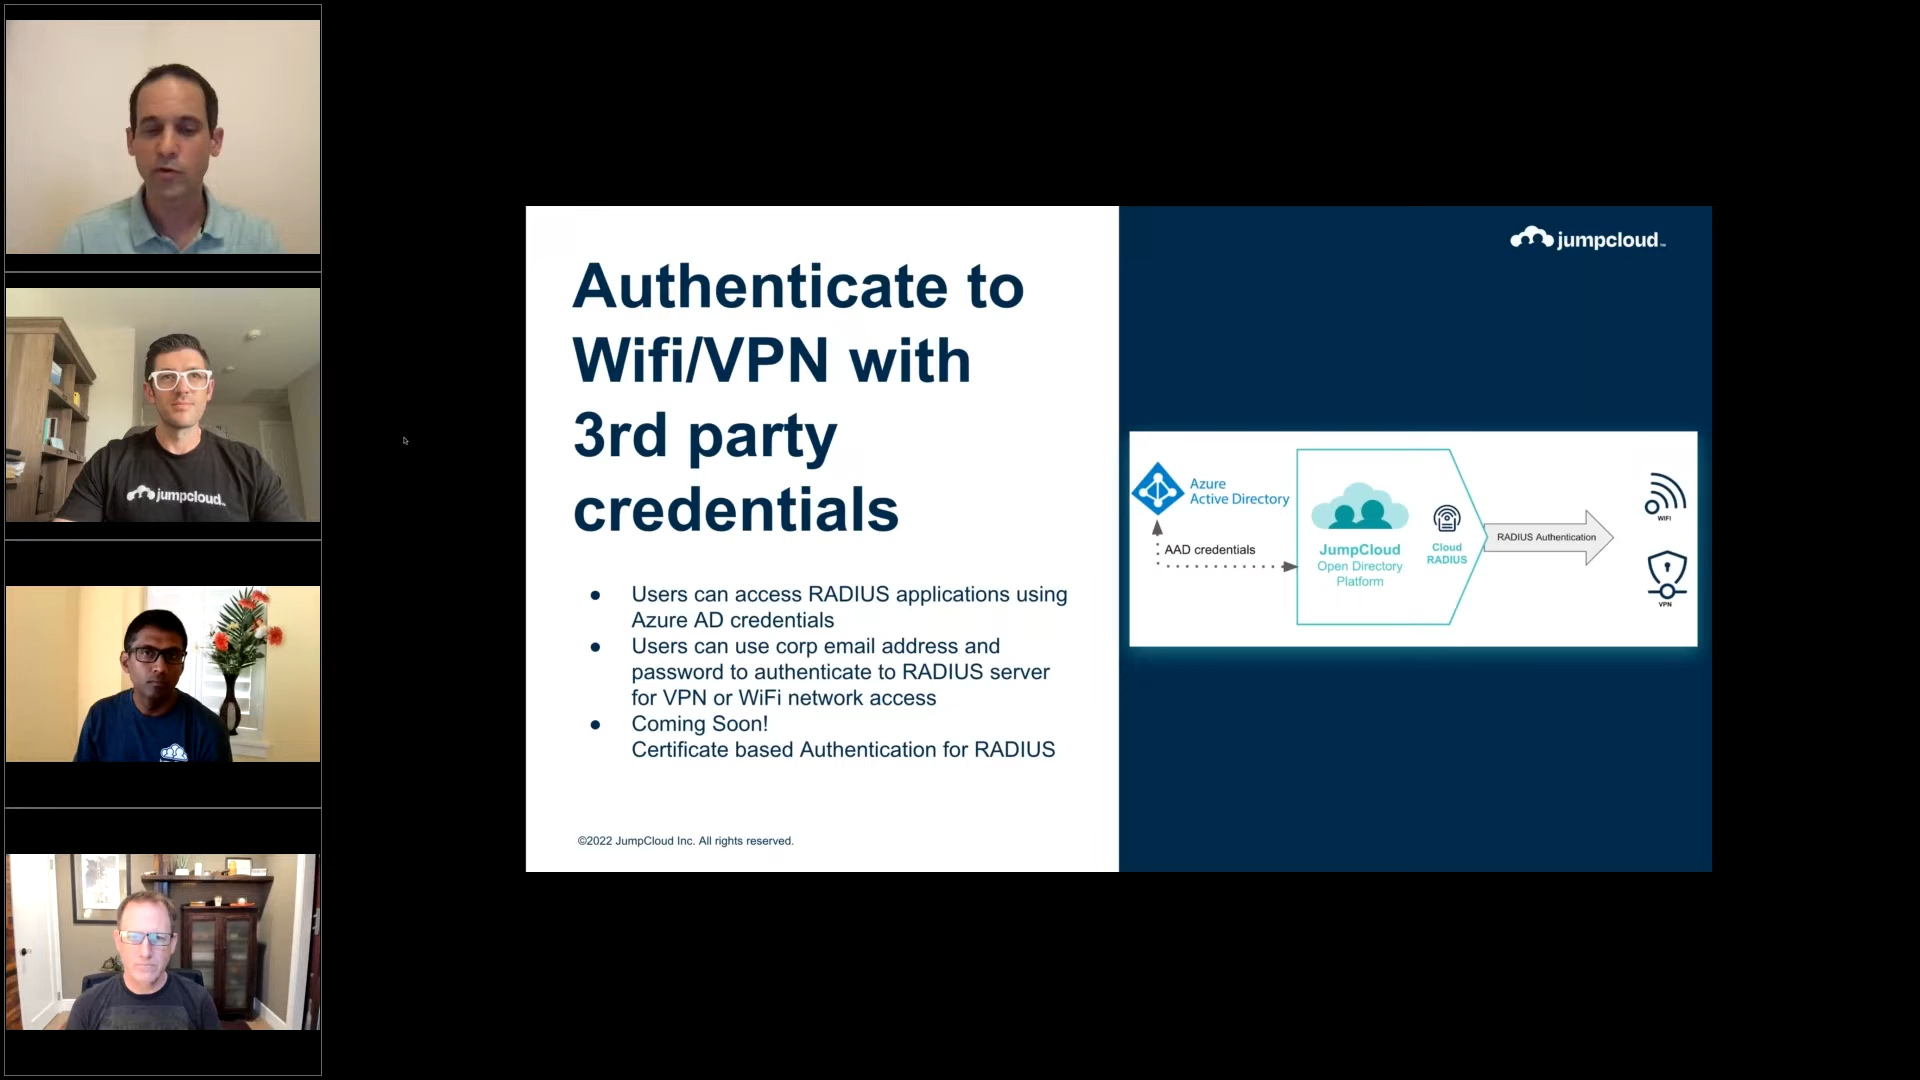 jumpcloud
Authenticate to
Wifi/VPN with
3rd party
credentials
● Users can access RADIUS applications using
Azure AD credentials
● Users can use corp email address and
password to authenticate to RADIUS server
for VPN or WiFi network access
● Coming Soon!
Certificate based Authentication for RADIUS
©2022 JumpCloud Inc. All rights reserved.
jumpcloud™
Azure
Active Directory
AAD credentials
JumpCloud
Open Directory
Platform
Cloud
RADIUS
RADIUS Authentication
WIFI
VPN